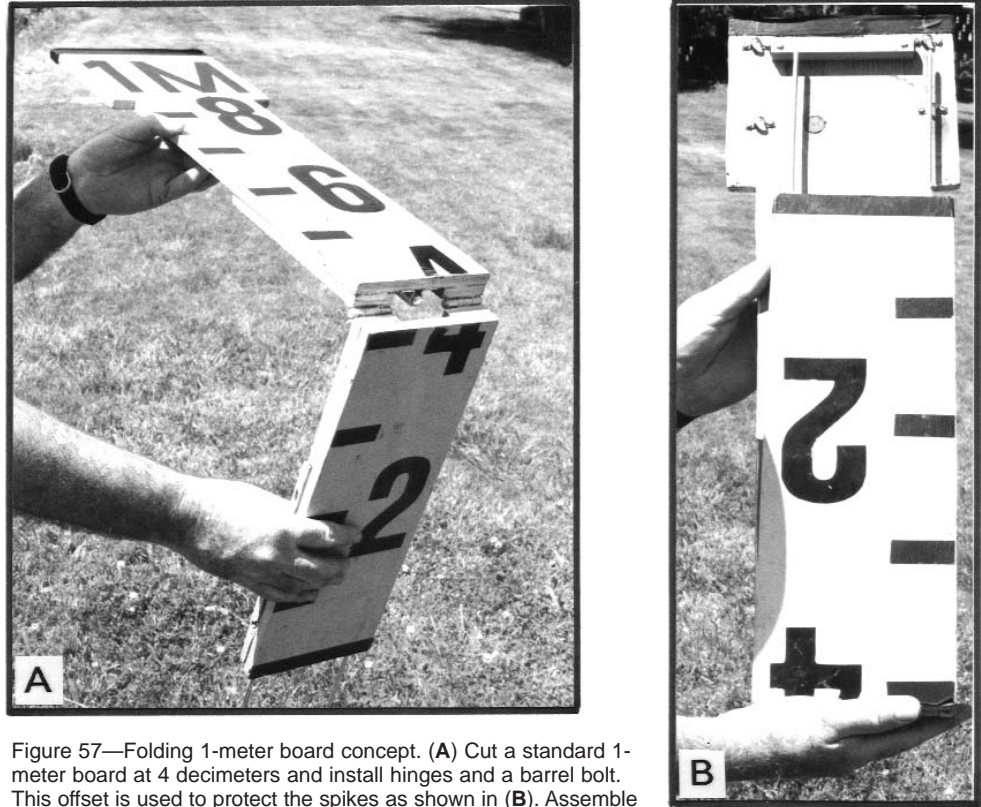 1M
8
6
4
4
2
A
2
4
B
Figure 57—Folding 1-meter board concept. (A) Cut a standard 1-
meter board at 4 decimeters and install hinges and a barrel bolt.
This offset is used to protect the spikes as shown in (B). Assemble